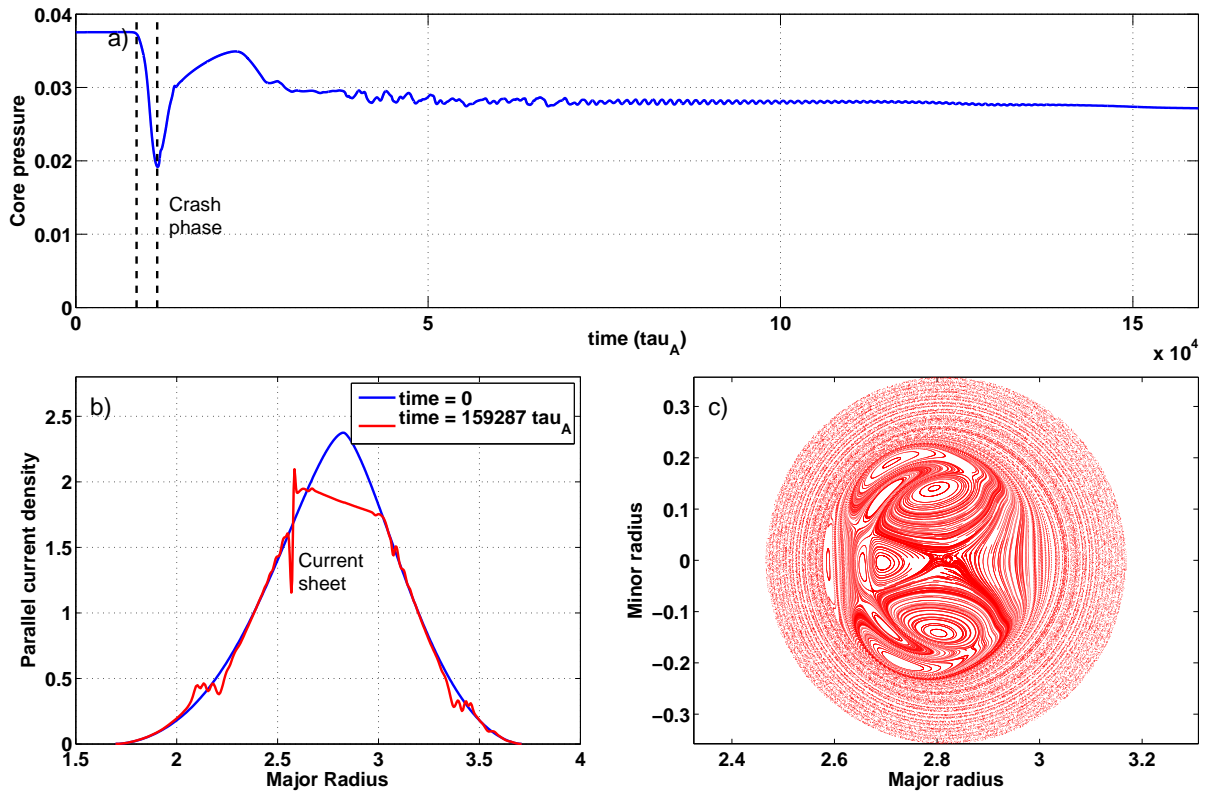 0.04
a)
0.03
0.02
0.01
0
Core pressure
Crash
phase
0
5
10
15
time (tau_A)
x 10^4
b)
time = 0
time = 159287 tau_A
2.5
2
1.5
1
0.5
0
Parallel current density
Current
sheet
1.5
2
2.5
3
3.5
4
Major Radius
c)
0.3
0.2
0.1
0
−0.1
−0.2
−0.3
Minor radius
2.4
2.6
2.8
3
3.2
Major radius